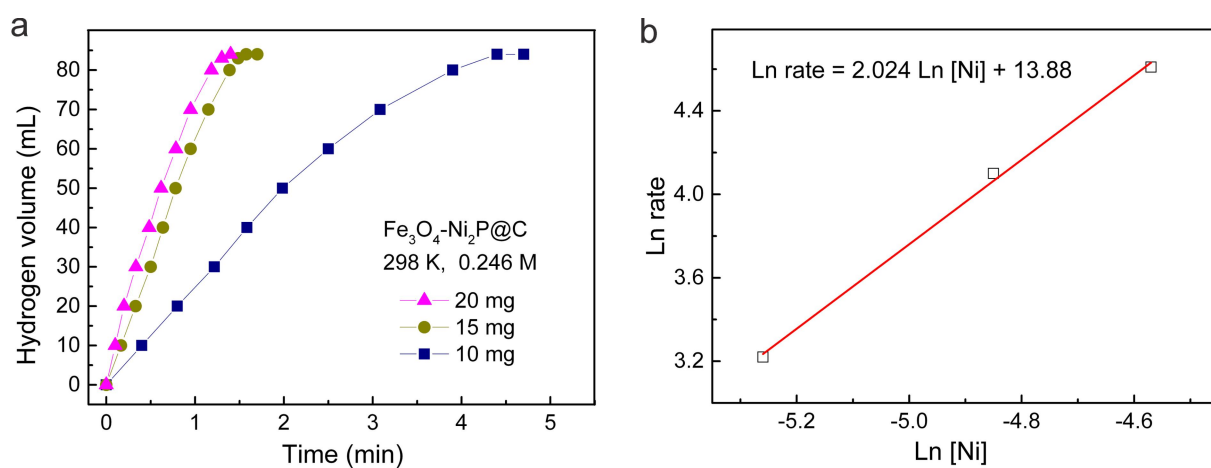 a
Hydrogen volume (mL)
80
70
60
50
40
30
20
10
0
Fe₃O₄-Ni₂P@C
298 K, 0.246 M
20 mg
15 mg
10 mg
0 1 2 3 4 5
Time (min)
b
Ln rate = 2.024 Ln [Ni] + 13.88
Ln rate
4.4
4.0
3.6
3.2
-5.2 -5.0 -4.8 -4.6
Ln [Ni]